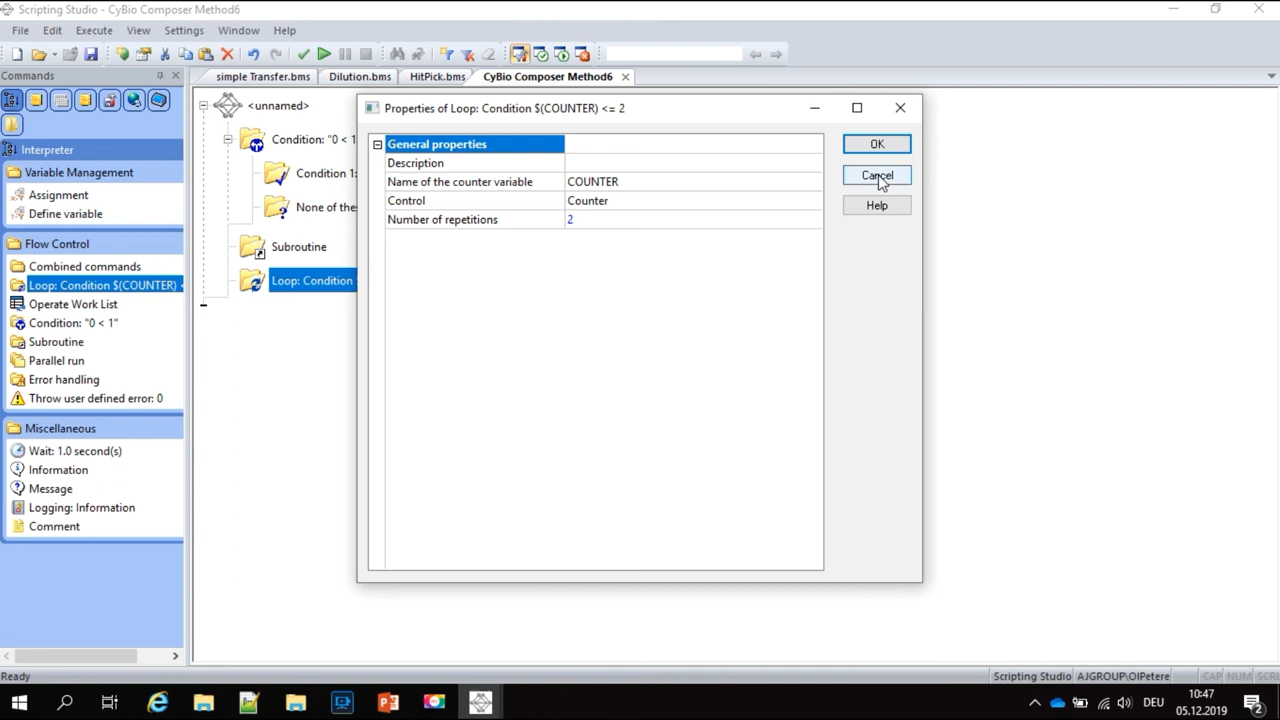 Scripting Studio - CyBio Composer Method6
File Edit Execute View Settings Window Help
Commands
simple Transfer.bms Dilution.bms HitPick.bms CyBio Composer Method6
Interpreter
Variable Management
Assignment
Define variable
Flow Control
Combined commands
Loop: Condition $(COUNTER) <
Operate Work List
Condition: "0 < 1"
Subroutine
Parallel run
Error handling
Throw user defined error: 0
Miscellaneous
Wait: 1.0 second(s)
Information
Message
Logging: Information
Comment
<unnamed>
Condition: "0 < 1
Condition 1:
None of the
Subroutine
Loop: Condition
Properties of Loop: Condition $(COUNTER) <= 2
General properties
Description
Name of the counter variable COUNTER
Control Counter
Number of repetitions 2
OK
Cancel
Help
Ready
Scripting Studio AJGROUP\OlPetere CAP NUM SCRL
DEU
10:47
05.12.2019
2